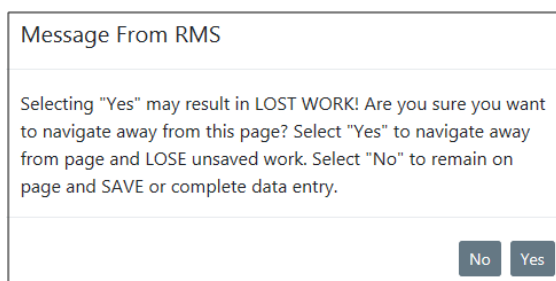 Message From RMS
Selecting "Yes" may result in LOST WORK! Are you sure you want
to navigate away from this page? Select "Yes" to navigate away
from page and LOSE unsaved work. Select "No" to remain on
page and SAVE or complete data entry.
No Yes